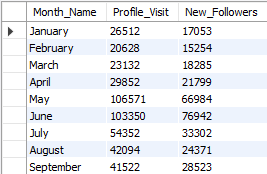 Month_Name Profile_Visit New_Followers
January 26512 17053
February 20628 15254
March 23132 18285
April 29852 21799
May 106571 66984
June 103350 76942
July 54352 33302
August 42094 24371
September 41522 28523